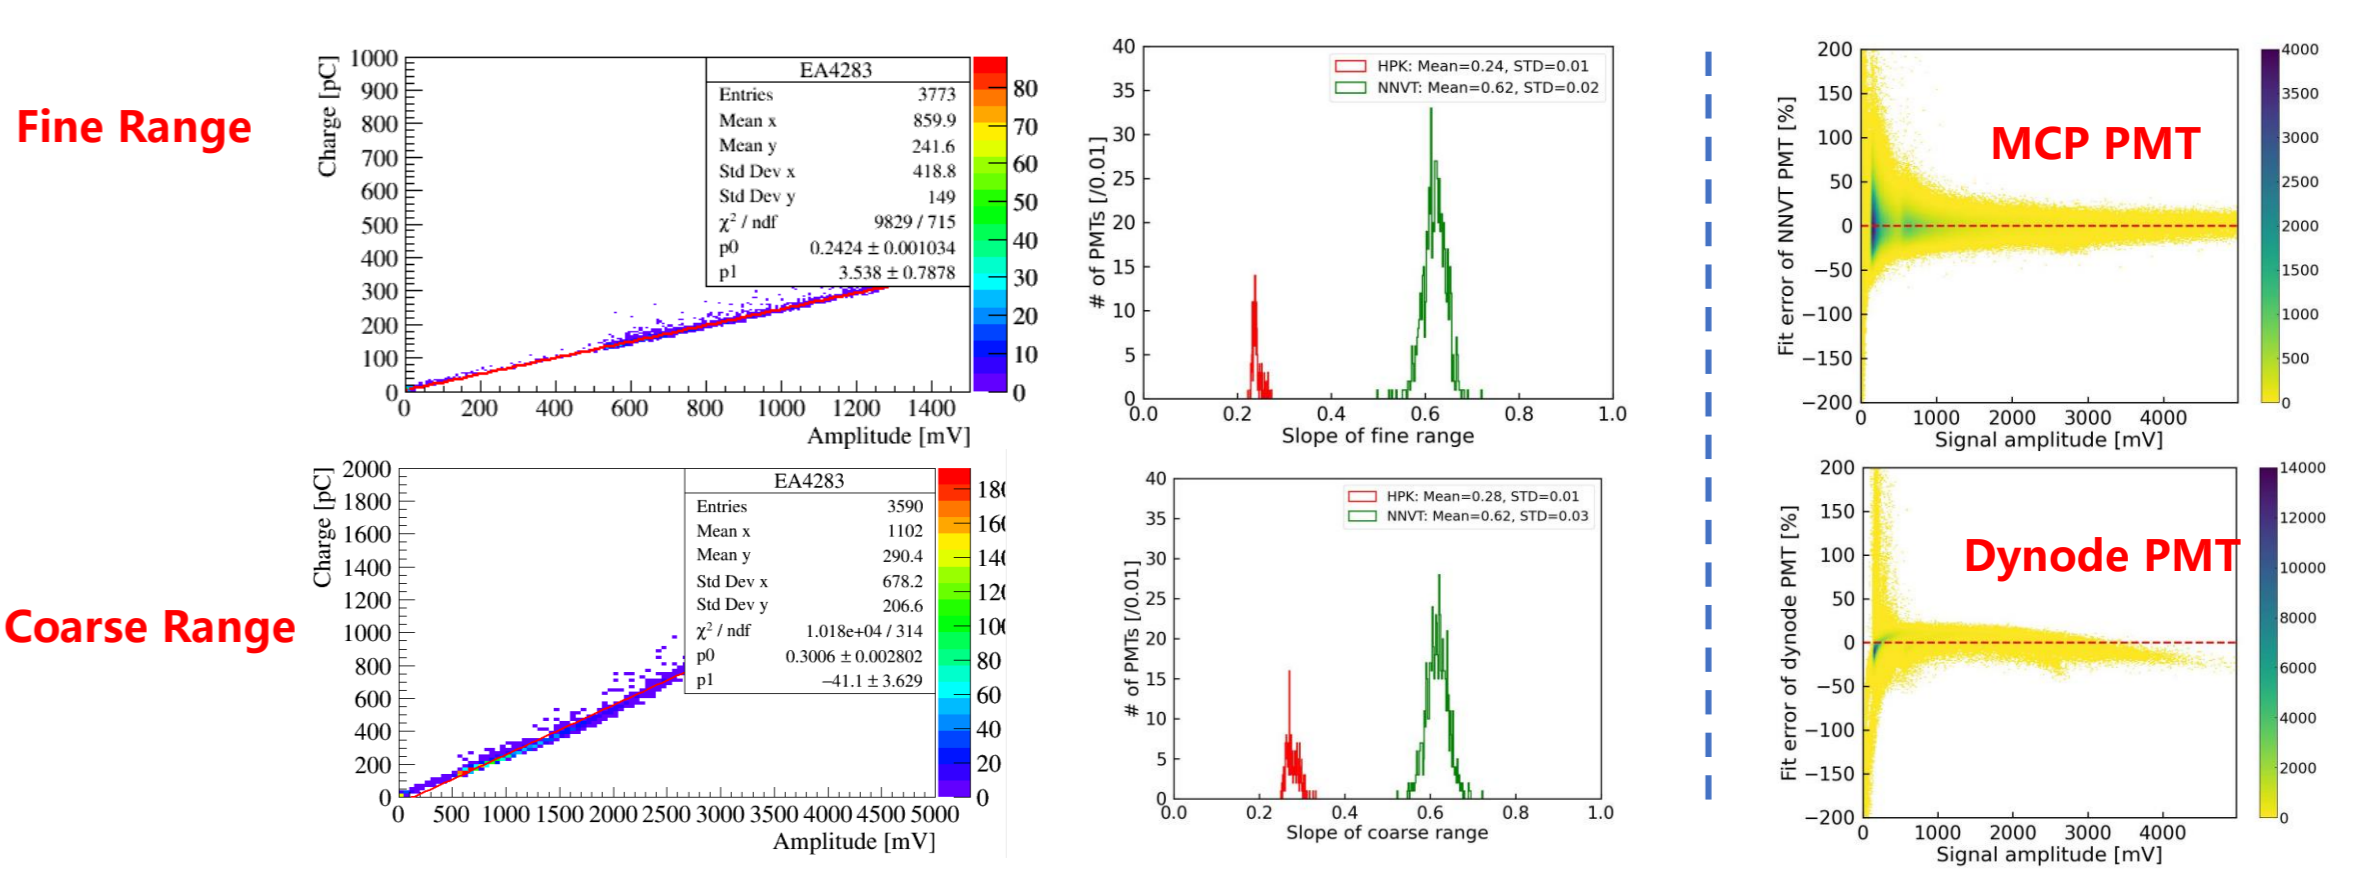 Fine Range
Charge [pC]
1000
900
800
700
600
500
400
300
200
100
0
EA4283
Entries 3773
Mean x 859.9
Mean y 241.6
Std Dev x 418.8
Std Dev y 149
χ² / ndf 9829 / 715
p0 0.2424 ± 0.001034
p1 3.538 ± 0.7878
80
70
60
50
40
30
20
10
0
0 200 400 600 800 1000 1200 1400
Amplitude [mV]
# of PMTs [/0.01]
40
35
30
25
20
15
10
5
0
HPK: Mean=0.24, STD=0.01
NNVT: Mean=0.62, STD=0.02
0.0 0.2 0.4 0.6 0.8 1.0
Slope of fine range
Fit error of NNVT PMT [%]
200
150
100
50
0
−50
−100
−150
−200
MCP PMT
4000
3500
3000
2500
2000
1500
1000
500
0
0 1000 2000 3000 4000
Signal amplitude [mV]
Coarse Range
Charge [pC]
2000
1800
1600
1400
1200
1000
800
600
400
200
0
EA4283
Entries 3590
Mean x 1102
Mean y 290.4
Std Dev x 678.2
Std Dev y 206.6
χ² / ndf 1.018e+04 / 314
p0 0.3006 ± 0.002802
p1 −41.1 ± 3.629
80
60
40
20
0
0 500 1000 1500 2000 2500 3000 3500 4000 4500 5000
Amplitude [mV]
# of PMTs [/0.01]
40
35
30
25
20
15
10
5
0
HPK: Mean=0.28, STD=0.01
NNVT: Mean=0.62, STD=0.03
0.0 0.2 0.4 0.6 0.8 1.0
Slope of coarse range
Fit error of dynode PMT [%]
200
150
100
50
0
−50
−100
−150
−200
Dynode PMT
14000
12000
10000
8000
6000
4000
2000
0
0 1000 2000 3000 4000
Signal amplitude [mV]